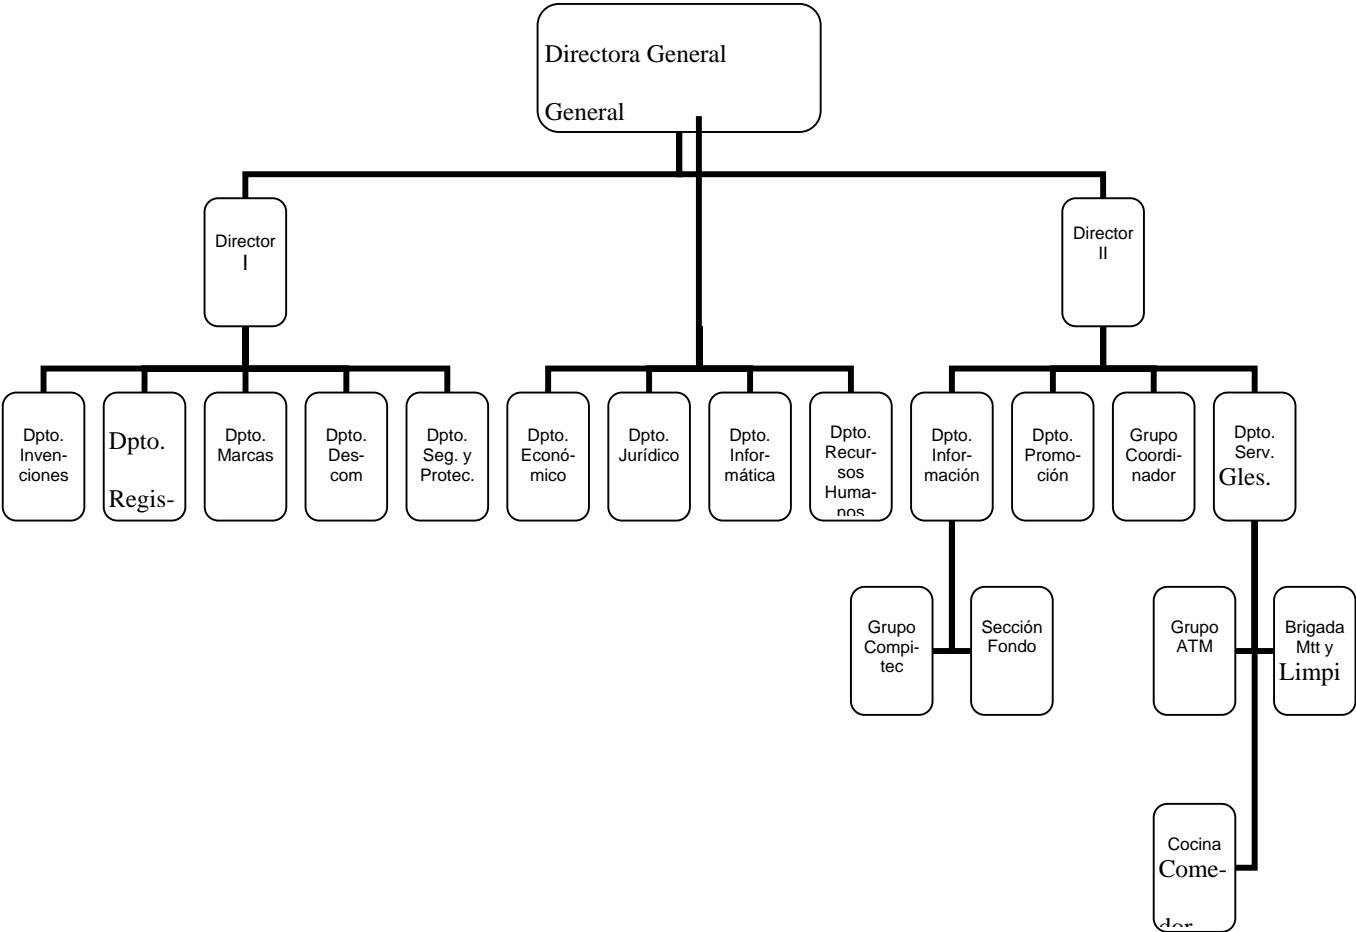 Directora General
General
Director
I
Director
II
Dpto.
Inven-
ciones
Dpto.
Regis-
Dpto.
Marcas
Dpto.
Des-
com
Dpto.
Seg. y
Protec.
Dpto.
Econó-
mico
Dpto.
Jurídico
Dpto.
Infor-
mática
Dpto.
Recur-
sos
Huma-
nos
Dpto.
Infor-
mación
Dpto.
Promo-
ción
Grupo
Coordi-
nador
Dpto.
Serv.
Gles.
Grupo
Compi-
tec
Sección
Fondo
Grupo
ATM
Brigada
Mtt y
Limpi
Cocina
Come-
dor